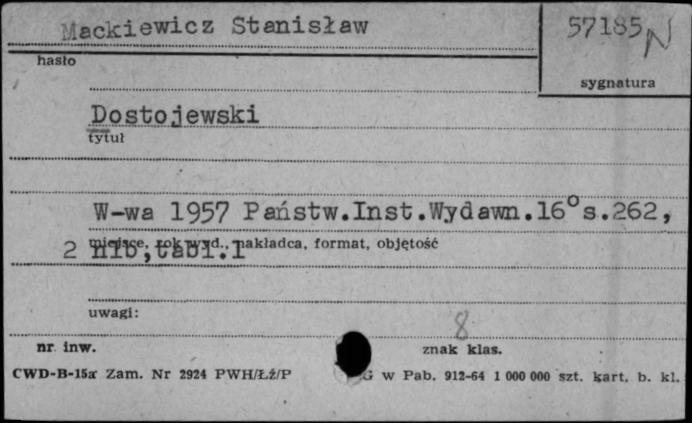 Mackiewicz Stanisław
57185 N
hasło
sygnatura
Dostojewski
tytuł
W-wa 1957 Państw.Inst.Wydawn.16°s.262,
miejsce, rok wyd., nakładca, format, objętość
2 nlb,tabl.1
uwagi:
8
nr. inw.
znak klas.
CWD-B-15a Zam. Nr 2924 PWH/Łż/P
G w Pab. 912-64 1 000 000 szt. kart. b. kl.